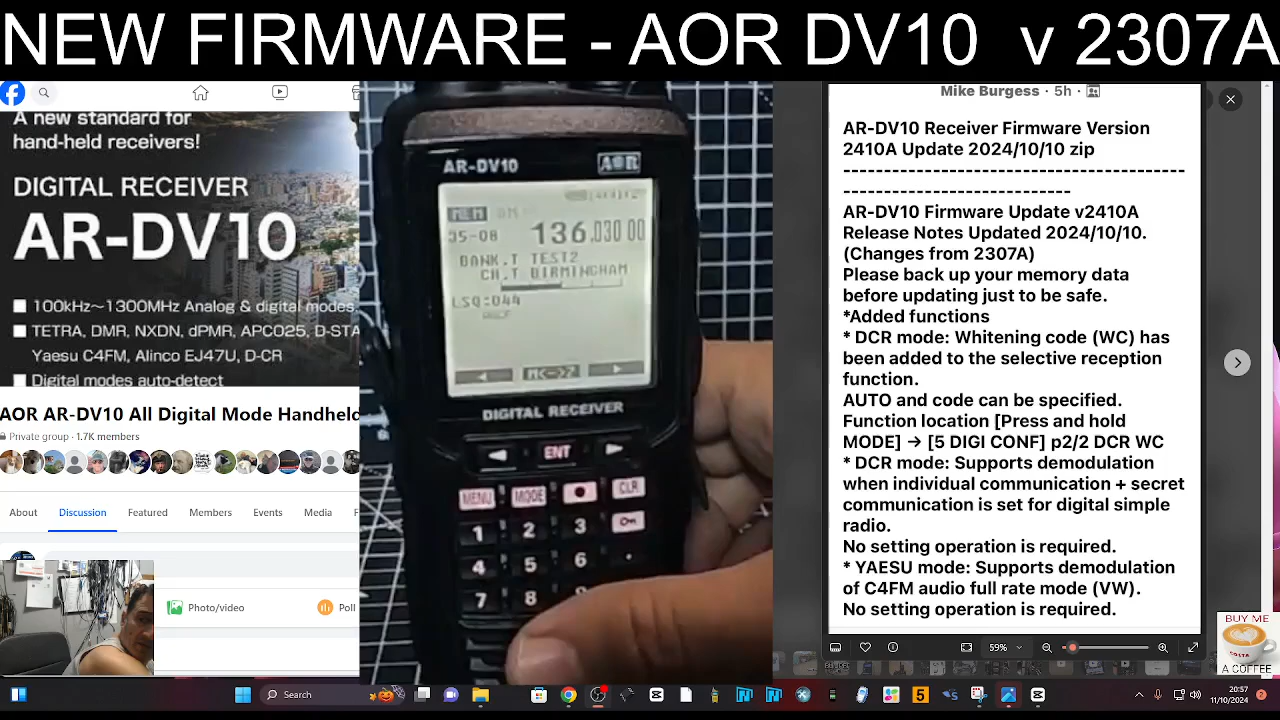 NEW FIRMWARE - AOR DV10 v 2307A
A new standard for
hand-held receivers!
DIGITAL RECEIVER
AR-DV10
100kHz~1300MHz Analog & digital modes
TETRA, DMR, NXDN, dPMR, APCO25, D-STA
Yaesu C4FM, Alinco EJ47U, D-CR
Digital modes auto-detect
AOR AR-DV10 All Digital Mode Handheld
Private group · 1.7K members
About
Discussion
Featured
Members
Events
Media
Photo/video
Poll
AR-DV10
AOR
MEM
35-08
136.030 00
BANK.T TEST2
CH.T BIRMINGHAM
LSQ:044
DIGITAL RECEIVER
ENT
MENU
MODE
CLR
1
2
3
4
5
6
7
8
Mike Burgess · 5h ·
AR-DV10 Receiver Firmware Version
2410A Update 2024/10/10 zip
------------------------------------------
----------------------------
AR-DV10 Firmware Update v2410A
Release Notes Updated 2024/10/10.
(Changes from 2307A)
Please back up your memory data
before updating just to be safe.
*Added functions
* DCR mode: Whitening code (WC) has
been added to the selective reception
function.
AUTO and code can be specified.
Function location [Press and hold
MODE] → [5 DIGI CONF] p2/2 DCR WC
* DCR mode: Supports demodulation
when individual communication + secret
communication is set for digital simple
radio.
No setting operation is required.
* YAESU mode: Supports demodulation
of C4FM audio full rate mode (VW).
No setting operation is required.
59%
BUY ME
COSTA
A COFFEE
Search
5
20:57
11/10/2024